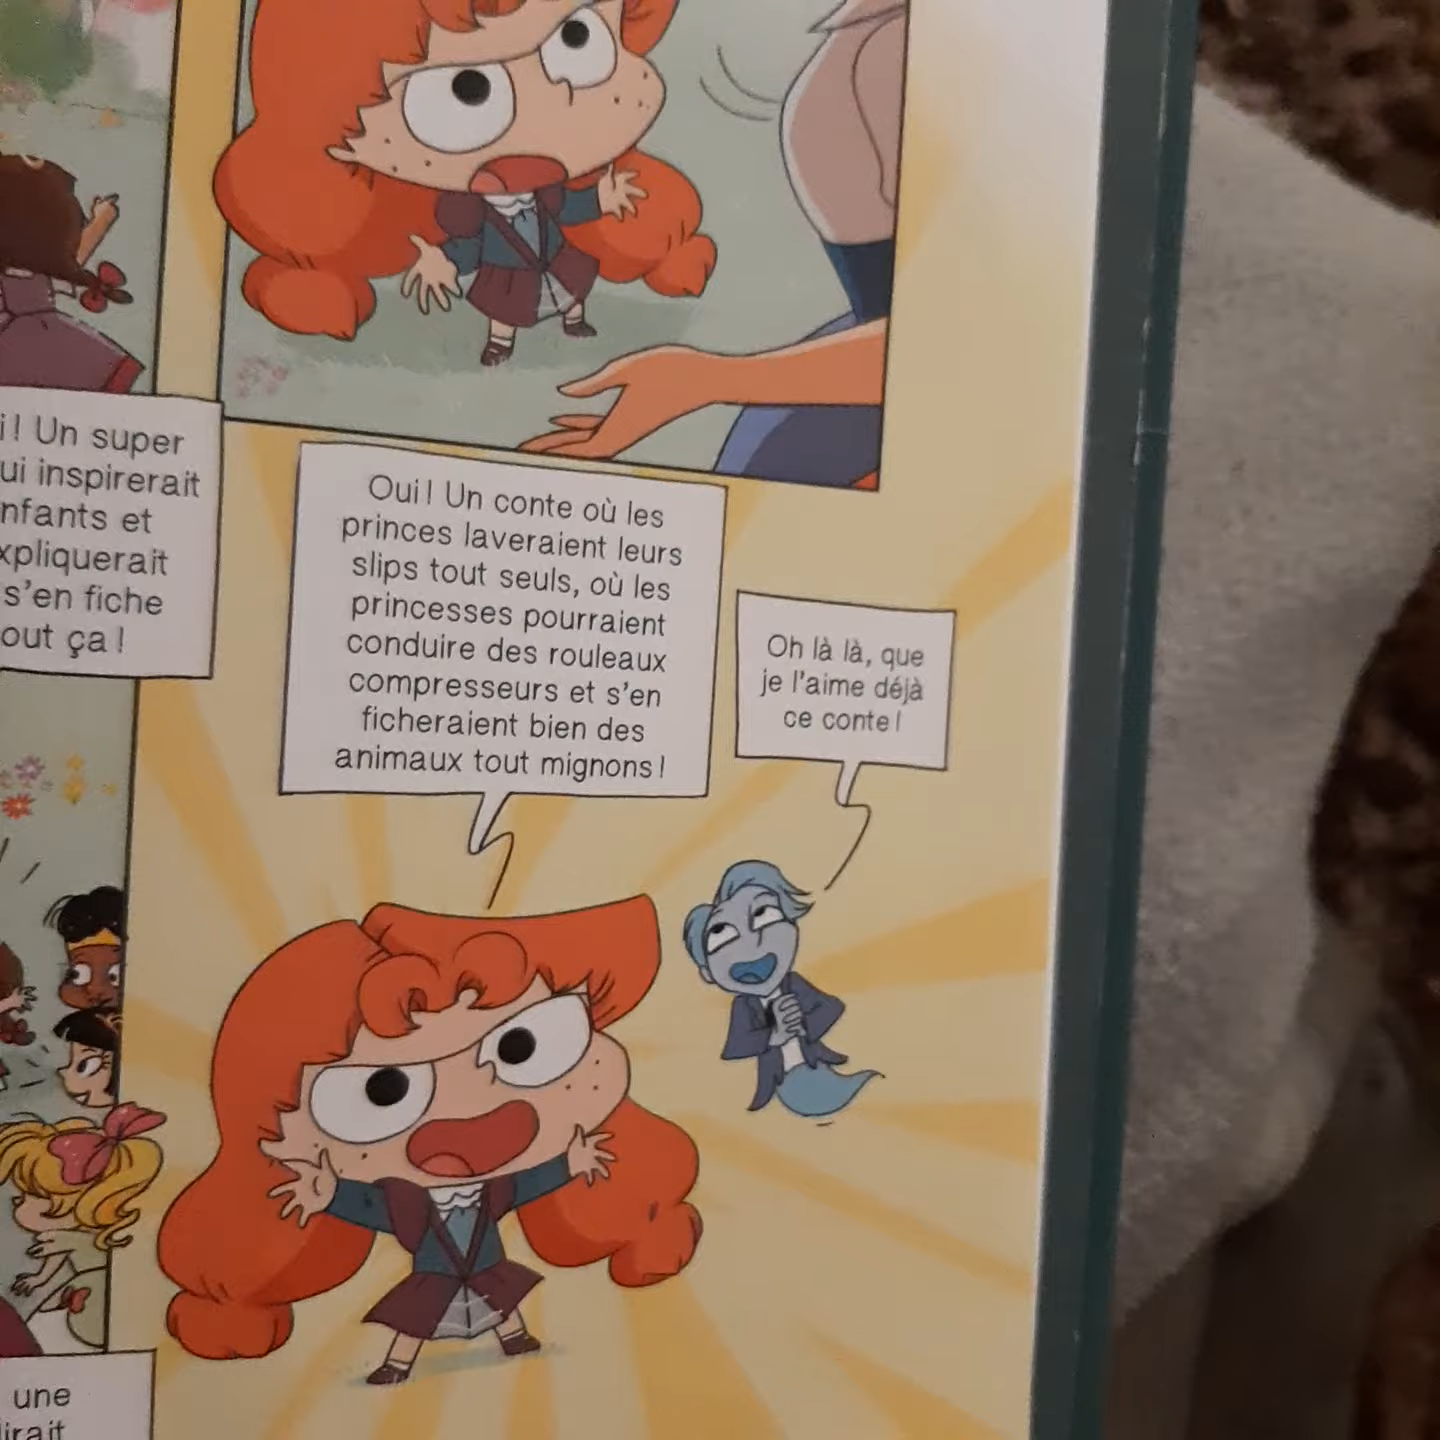 i! Un super
ui inspirerait
nfants et
xpliquerait
s'en fiche
out ça!
Oui! Un conte où les
princes laveraient leurs
slips tout seuls, où les
princesses pourraient
conduire des rouleaux
compresseurs et s'en
ficheraient bien des
animaux tout mignons!
Oh là là, que
je l'aime déjà
ce conte!
une
irait